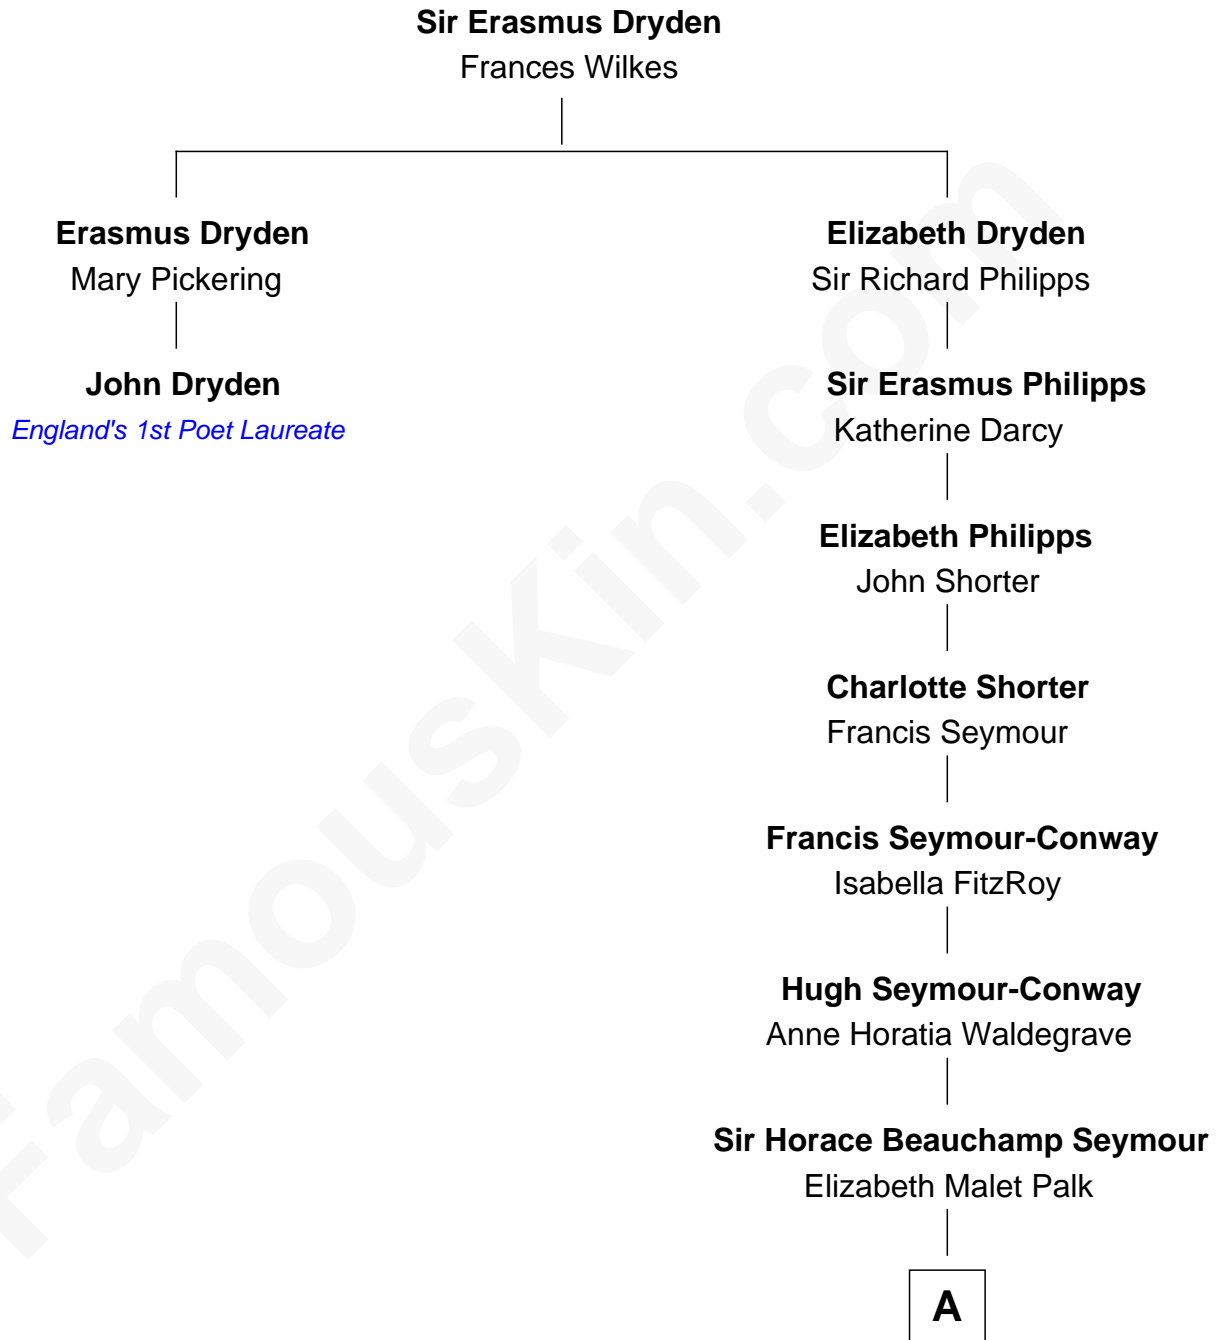 Sir Erasmus Dryden
Frances Wilkes
Erasmus Dryden
Mary Pickering
John Dryden
England's 1st Poet Laureate
Elizabeth Dryden
Sir Richard Philipps
Sir Erasmus Philipps
Katherine Darcy
Elizabeth Philipps
John Shorter
Charlotte Shorter
Francis Seymour
Francis Seymour-Conway
Isabella FitzRoy
Hugh Seymour-Conway
Anne Horatia Waldegrave
Sir Horace Beauchamp Seymour
Elizabeth Malet Palk
A
FamousKin.com